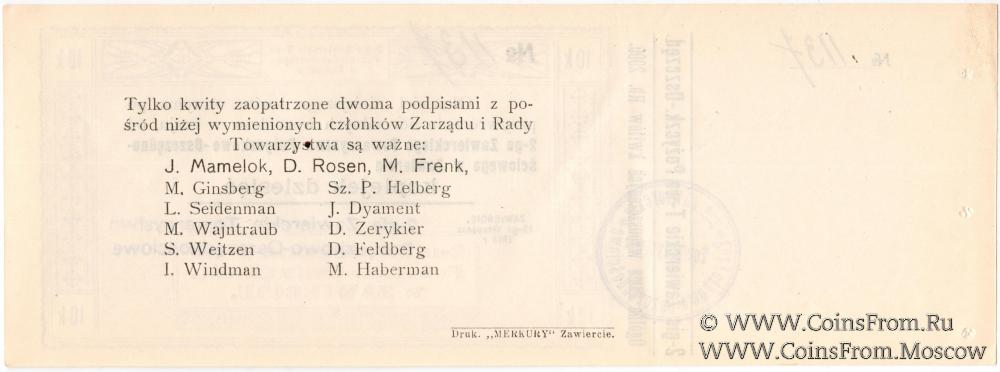 Tylko kwity zaopatrzone dwoma podpisami z po-
śród niżej wymienionych członków Zarządu i Rady
Towarzystwa są ważne:
J. Mamelok, D. Rosen, M. Frenk,
M. Ginsberg Sz. P. Helberg
L. Seidenman J. Dyament
M. Wajntraub D. Zerykier
S. Weitzen D. Feldberg
I. Windman M. Haberman
Druk. „MERKURY“ Zawiercie.
© WWW.CoinsFrom.Ru
WWW.CoinsFrom.Moscow